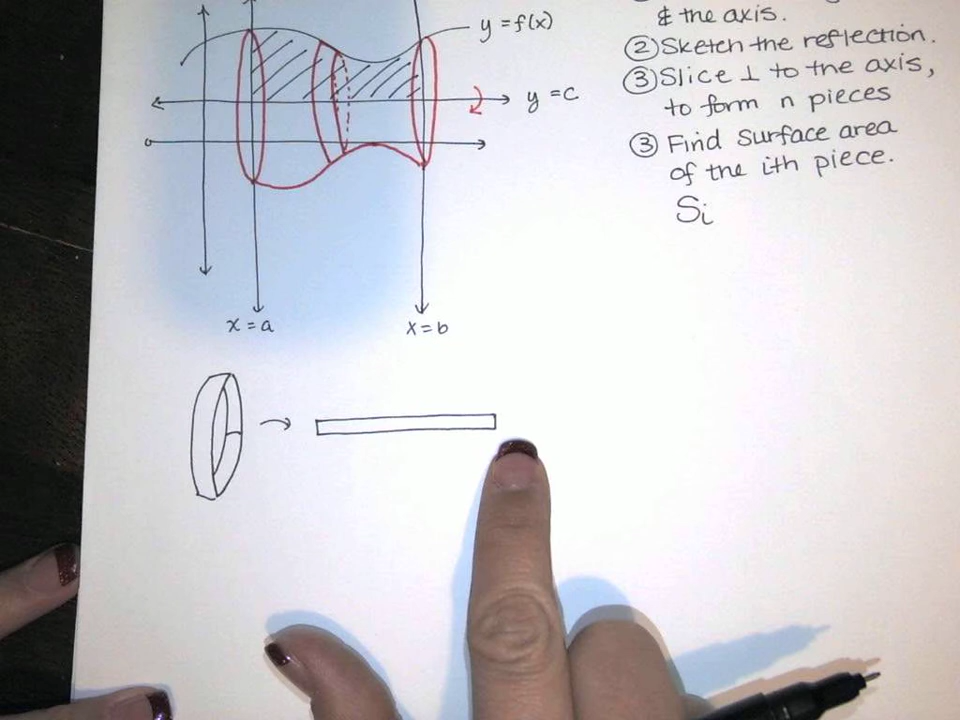 y = f(x)
y = c
x = a
x = b
& the axis.
② Sketch the reflection.
③ Slice ⊥ to the axis,
to form n pieces
③ Find surface area
of the ith piece.
Si